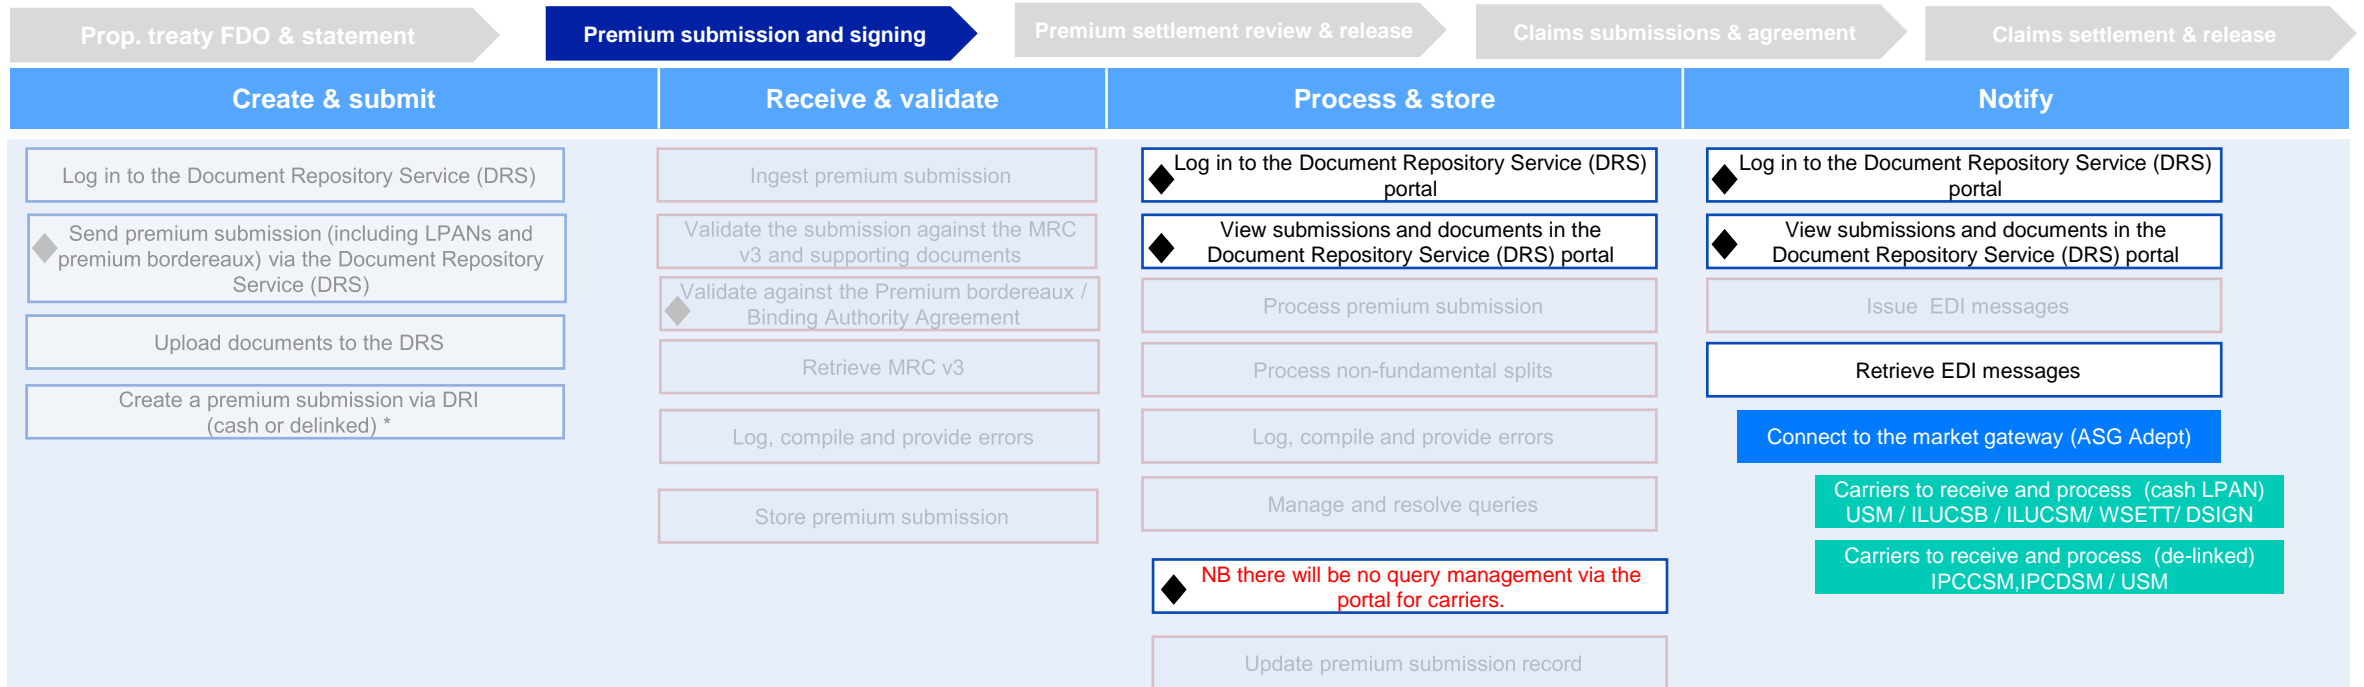 Prop. treaty FDO & statement
Premium submission and signing
Premium settlement review & release
Claims submissions & agreement
Claims settlement & release
Create & submit
Receive & validate
Process & store
Notify
Log in to the Document Repository Service (DRS)
Send premium submission (including LPANs and
premium bordereaux) via the Document Repository
Service (DRS)
Upload documents to the DRS
Create a premium submission via DRI
(cash or delinked) *
Ingest premium submission
Validate the submission against the MRC
v3 and supporting documents
Validate against the Premium bordereaux /
Binding Authority Agreement
Retrieve MRC v3
Log, compile and provide errors
Store premium submission
Log in to the Document Repository Service (DRS)
portal
View submissions and documents in the
Document Repository Service (DRS) portal
Process premium submission
Process non-fundamental splits
Log, compile and provide errors
Manage and resolve queries
NB there will be no query management via the
portal for carriers.
Update premium submission record
Log in to the Document Repository Service (DRS)
portal
View submissions and documents in the
Document Repository Service (DRS) portal
Issue  EDI messages
Retrieve EDI messages
Connect to the market gateway (ASG Adept)
Carriers to receive and process  (cash LPAN)
USM / ILUCSB / ILUCSM/ WSETT/ DSIGN
Carriers to receive and process  (de-linked)
IPCCSM,IPCDSM / USM